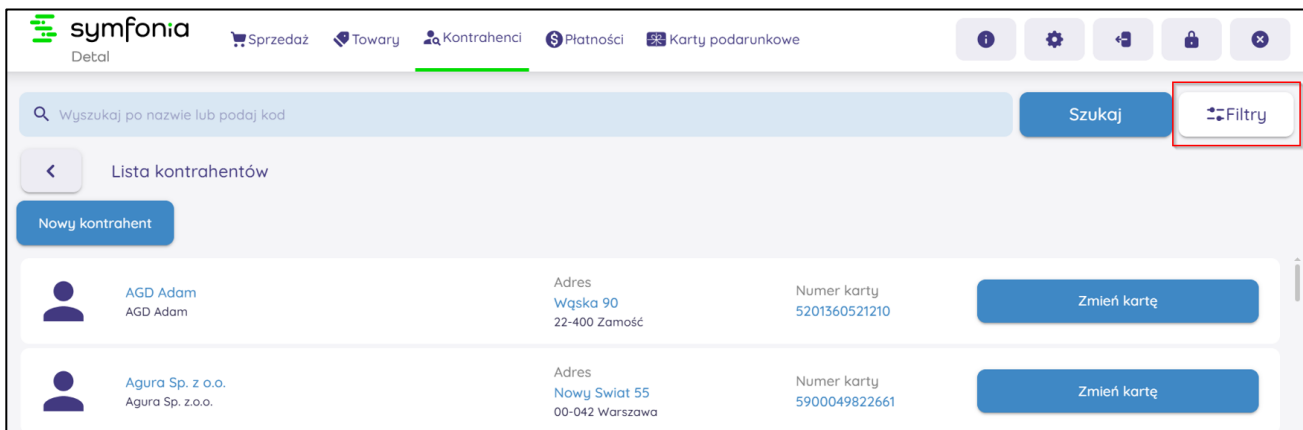 symfonia
Detal
Sprzedaż Towary Kontrahenci Płatności Karty podarunkowe
Wyszukaj po nazwie lub podaj kod
Szukaj
Filtry
Lista kontrahentów
Nowy kontrahent
AGD Adam
AGD Adam
Adres
Wąska 90
22-400 Zamość
Numer karty
5201360521210
Zmień kartę
Agura Sp. z o.o.
Agura Sp. z.o.o.
Adres
Nowy Swiat 55
00-042 Warszawa
Numer karty
5900049822661
Zmień kartę